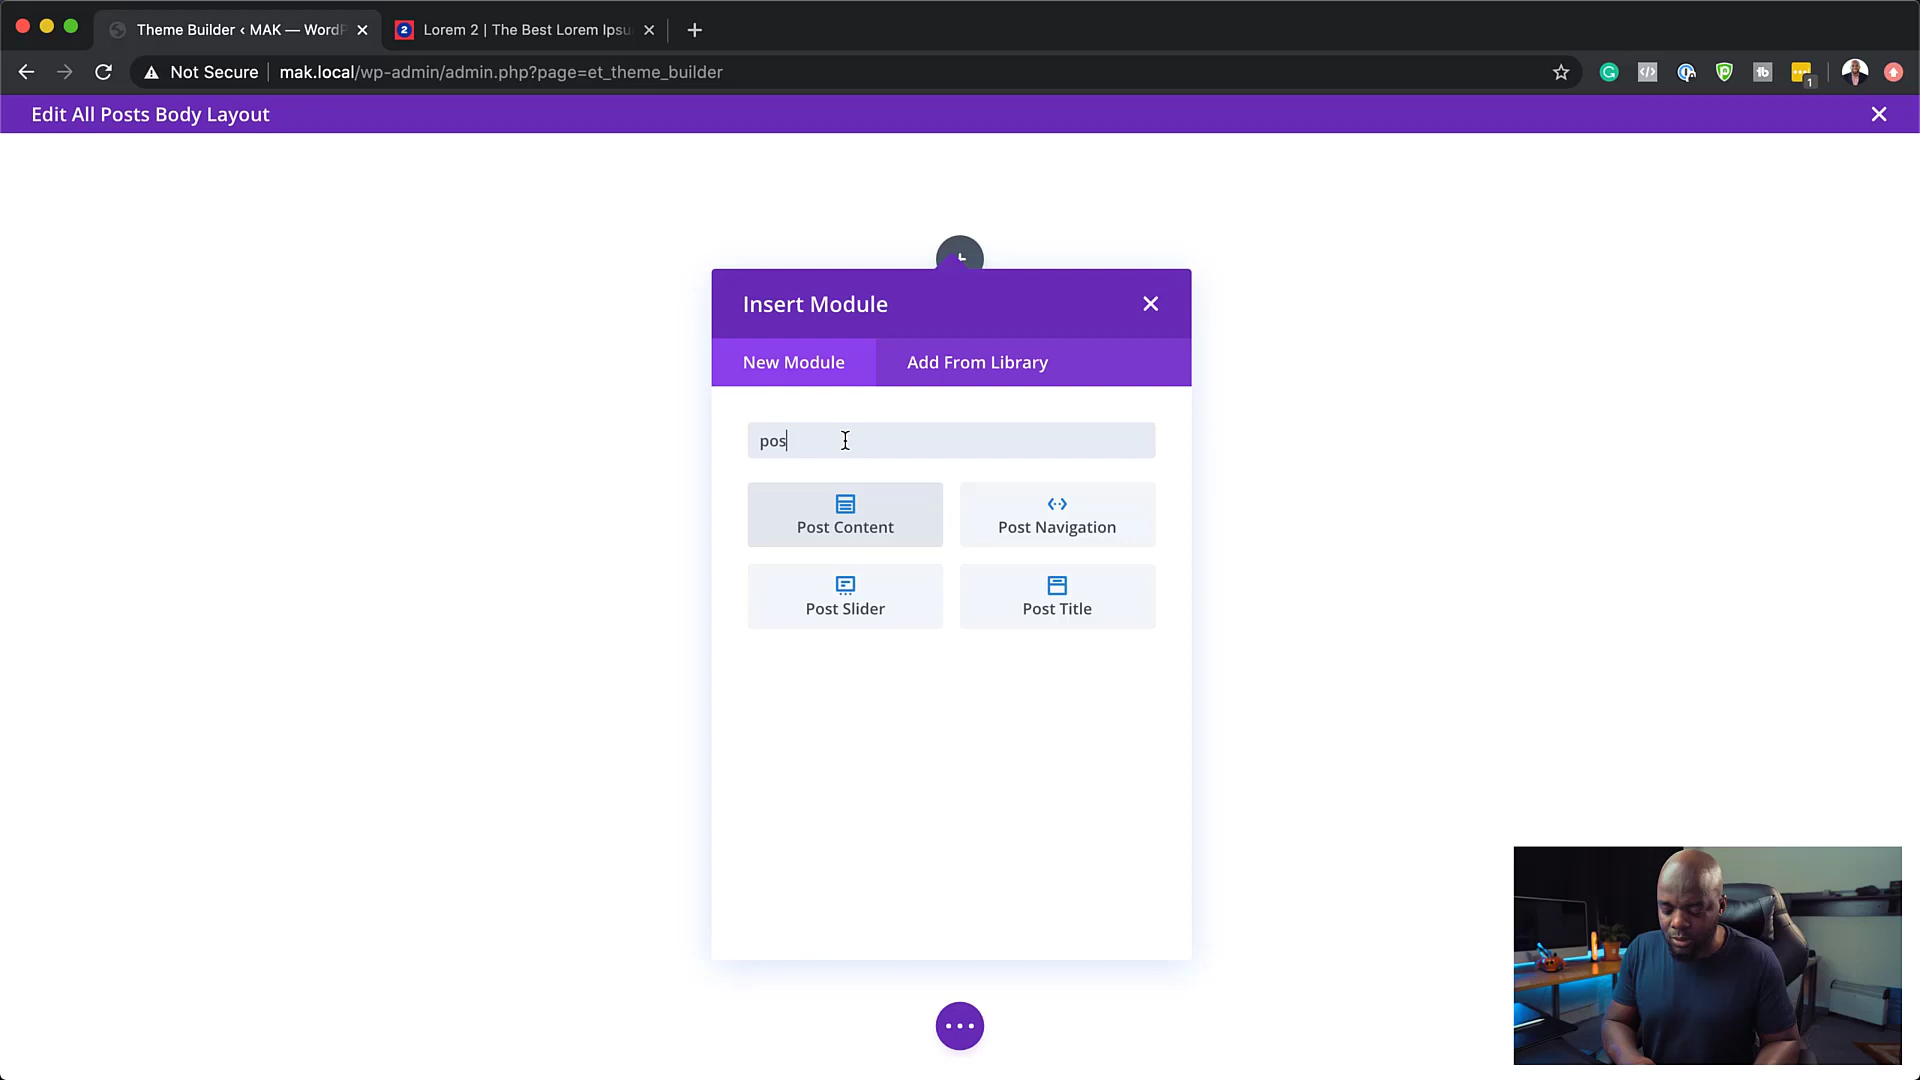 Theme Builder ‹ MAK — WordP
2
Lorem 2 | The Best Lorem Ipsu
Not Secure
mak.local/wp-admin/admin.php?page=et_theme_builder
1
Edit All Posts Body Layout
Insert Module
New Module
Add From Library
pos
Post Content
Post Navigation
Post Slider
Post Title